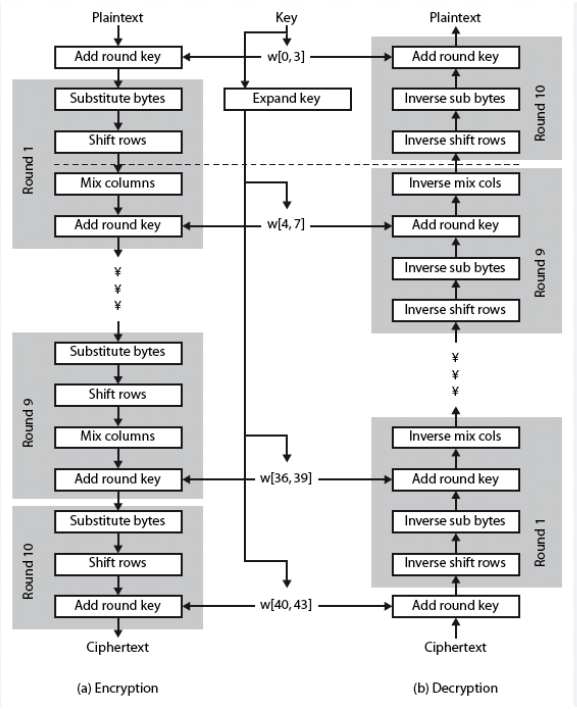 Plaintext
Key
Plaintext
Add round key
w[0, 3]
Add round key
Round 1
Substitute bytes
Expand key
Inverse sub bytes
Round 10
Shift rows
Inverse shift rows
Mix columns
Inverse mix cols
Add round key
w[4, 7]
Add round key
Round 9
¥
¥
¥
Inverse sub bytes
Inverse shift rows
Round 9
Substitute bytes
¥
¥
¥
Shift rows
Mix columns
Inverse mix cols
Add round key
w[36, 39]
Add round key
Round 1
Round 10
Substitute bytes
Inverse sub bytes
Shift rows
Inverse shift rows
Add round key
w[40, 43]
Add round key
Ciphertext
Ciphertext
(a) Encryption
(b) Decryption